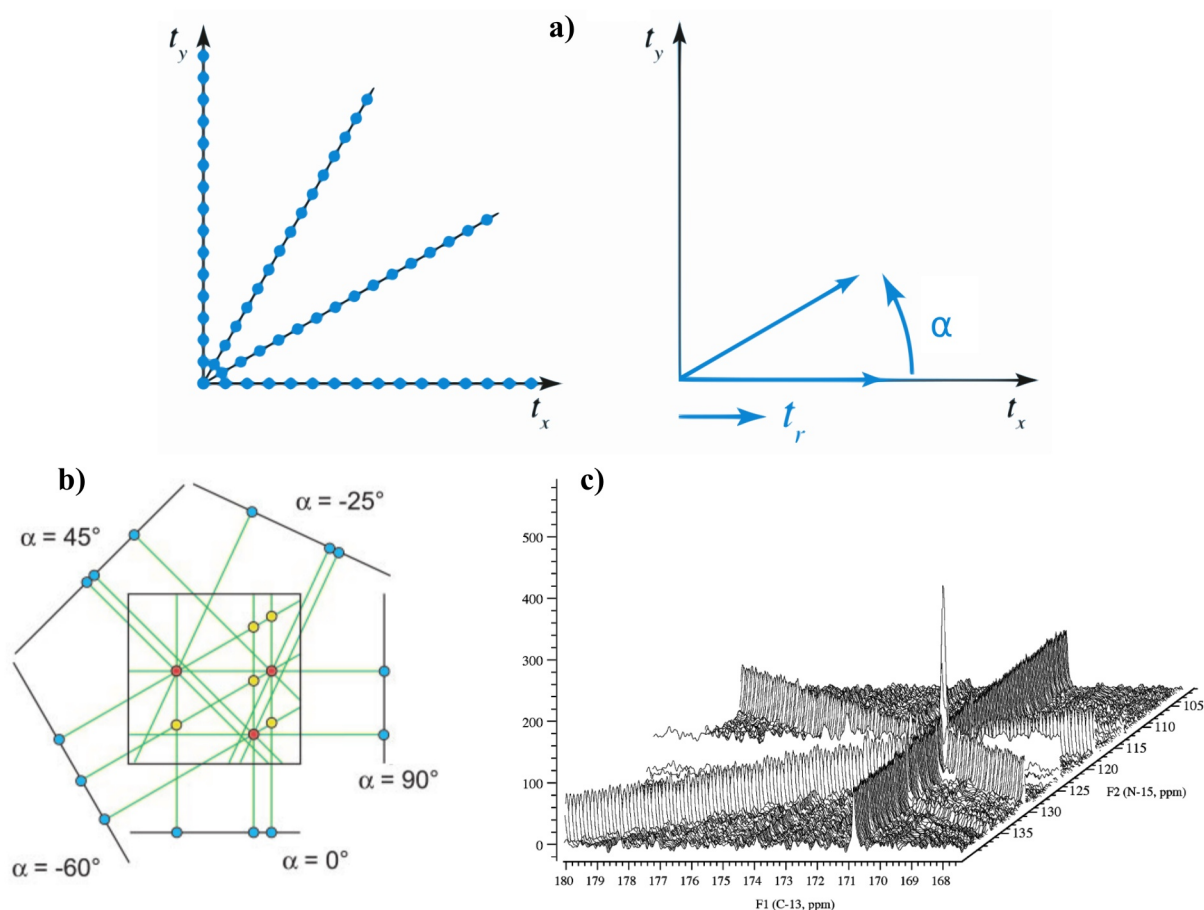 a)
t_y
t_x
t_y
α
t_r
t_x
b)
α = -25°
α = 45°
α = 90°
α = -60°
α = 0°
c)
500
400
300
200
100
0
180 179 178 177 176 175 174 173 172 171 170 169 168
F1 (C-13, ppm)
105
110
115
120
125
130
135
F2 (N-15, ppm)